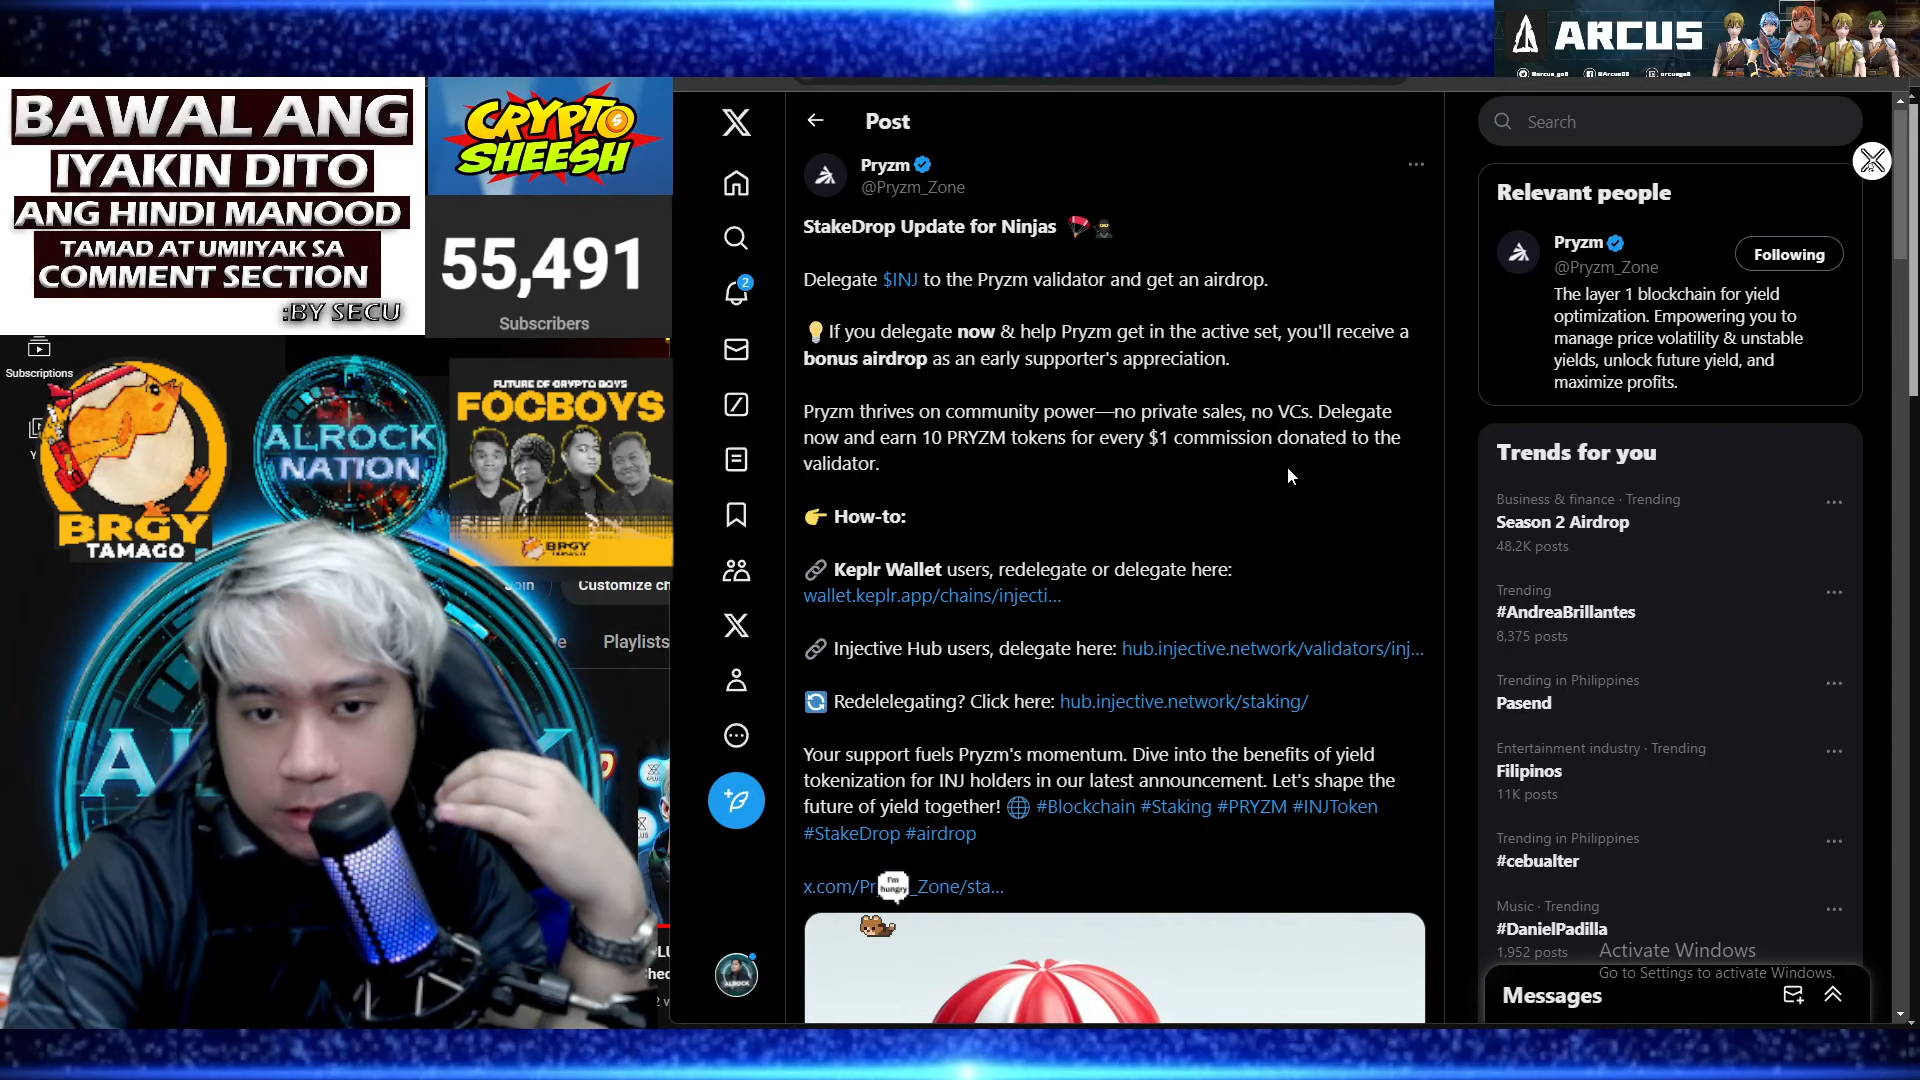 ARCUS
BAWAL ANG
IYAKIN DITO
ANG HINDI MANOOD
TAMAD AT UMIIYAK SA
COMMENT SECTION
:BY SECU
CRYPTO
SHEESH
55,491
Subscribers
Subscriptions
BRGY
TAMAGO
ALROCK
NATION
FUTURE OF CRYPTO BOYS
FOCBOYS
BRGY
TAMAGO
Join
Customize ch
Playlists
Post
Pryzm
@Pryzm_Zone
StakeDrop Update for Ninjas
Delegate $INJ to the Pryzm validator and get an airdrop.
If you delegate now & help Pryzm get in the active set, you'll receive a
bonus airdrop as an early supporter's appreciation.
Pryzm thrives on community power—no private sales, no VCs. Delegate
now and earn 10 PRYZM tokens for every $1 commission donated to the
validator.
How-to:
Keplr Wallet users, redelegate or delegate here:
wallet.keplr.app/chains/injecti...
Injective Hub users, delegate here: hub.injective.network/validators/inj...
Redelelegating? Click here: hub.injective.network/staking/
Your support fuels Pryzm's momentum. Dive into the benefits of yield
tokenization for INJ holders in our latest announcement. Let's shape the
future of yield together! #Blockchain #Staking #PRYZM #INJToken
#StakeDrop #airdrop
x.com/Pr _Zone/sta...
I'm
hungry
2
Search
Relevant people
Pryzm
@Pryzm_Zone
Following
The layer 1 blockchain for yield
optimization. Empowering you to
manage price volatility & unstable
yields, unlock future yield, and
maximize profits.
Trends for you
Business & finance · Trending
Season 2 Airdrop
48.2K posts
Trending
#AndreaBrillantes
8,375 posts
Trending in Philippines
Pasend
Entertainment industry · Trending
Filipinos
11K posts
Trending in Philippines
#cebualter
Music · Trending
#DanielPadilla
1,952 posts
Activate Windows
Go to Settings to activate Windows.
Messages